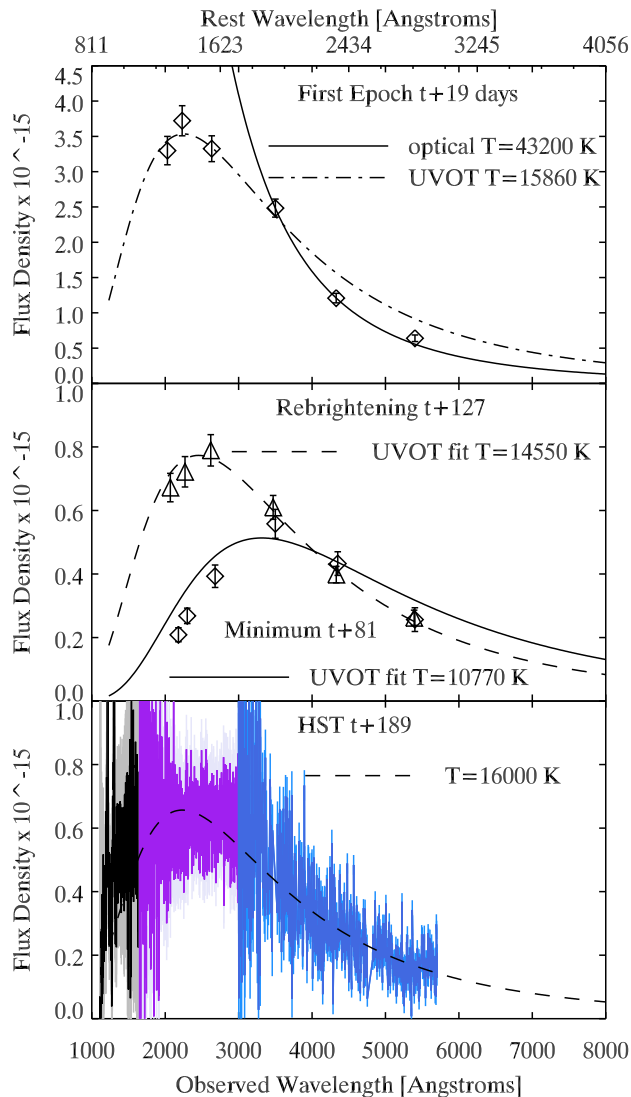 Rest Wavelength [Angstroms]
811 1623 2434 3245 4056
4.5
4.0
3.5
3.0
2.5
2.0
1.5
1.0
0.5
0.0
Flux Density x 10^-15
First Epoch t+19 days
optical T=43200 K
UVOT T=15860 K
1.0
0.8
0.6
0.4
0.2
0.0
Flux Density x 10^-15
Rebrightening t+127
UVOT fit T=14550 K
Minimum t+81
UVOT fit T=10770 K
1.0
0.8
0.6
0.4
0.2
0.0
Flux Density x 10^-15
HST t+189
T=16000 K
1000 2000 3000 4000 5000 6000 7000 8000
Observed Wavelength [Angstroms]